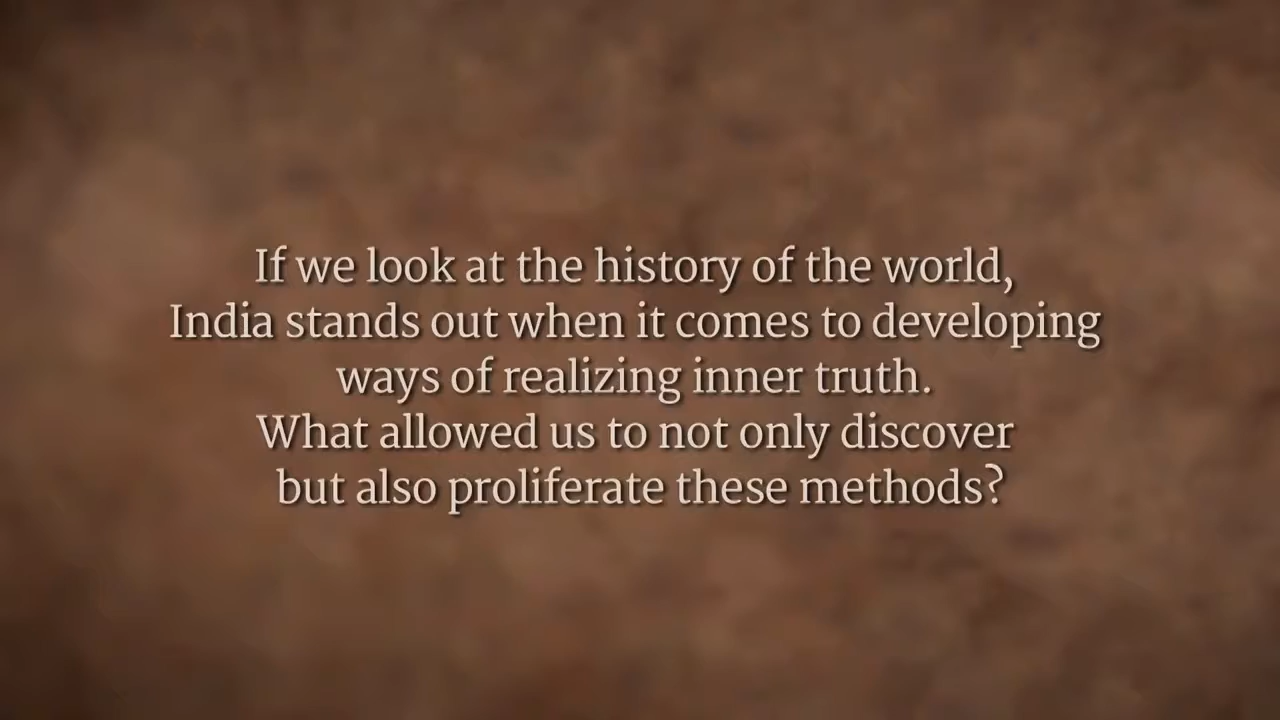 If we look at the history of the world,
India stands out when it comes to developing
ways of realizing inner truth.
What allowed us to not only discover
but also proliferate these methods?